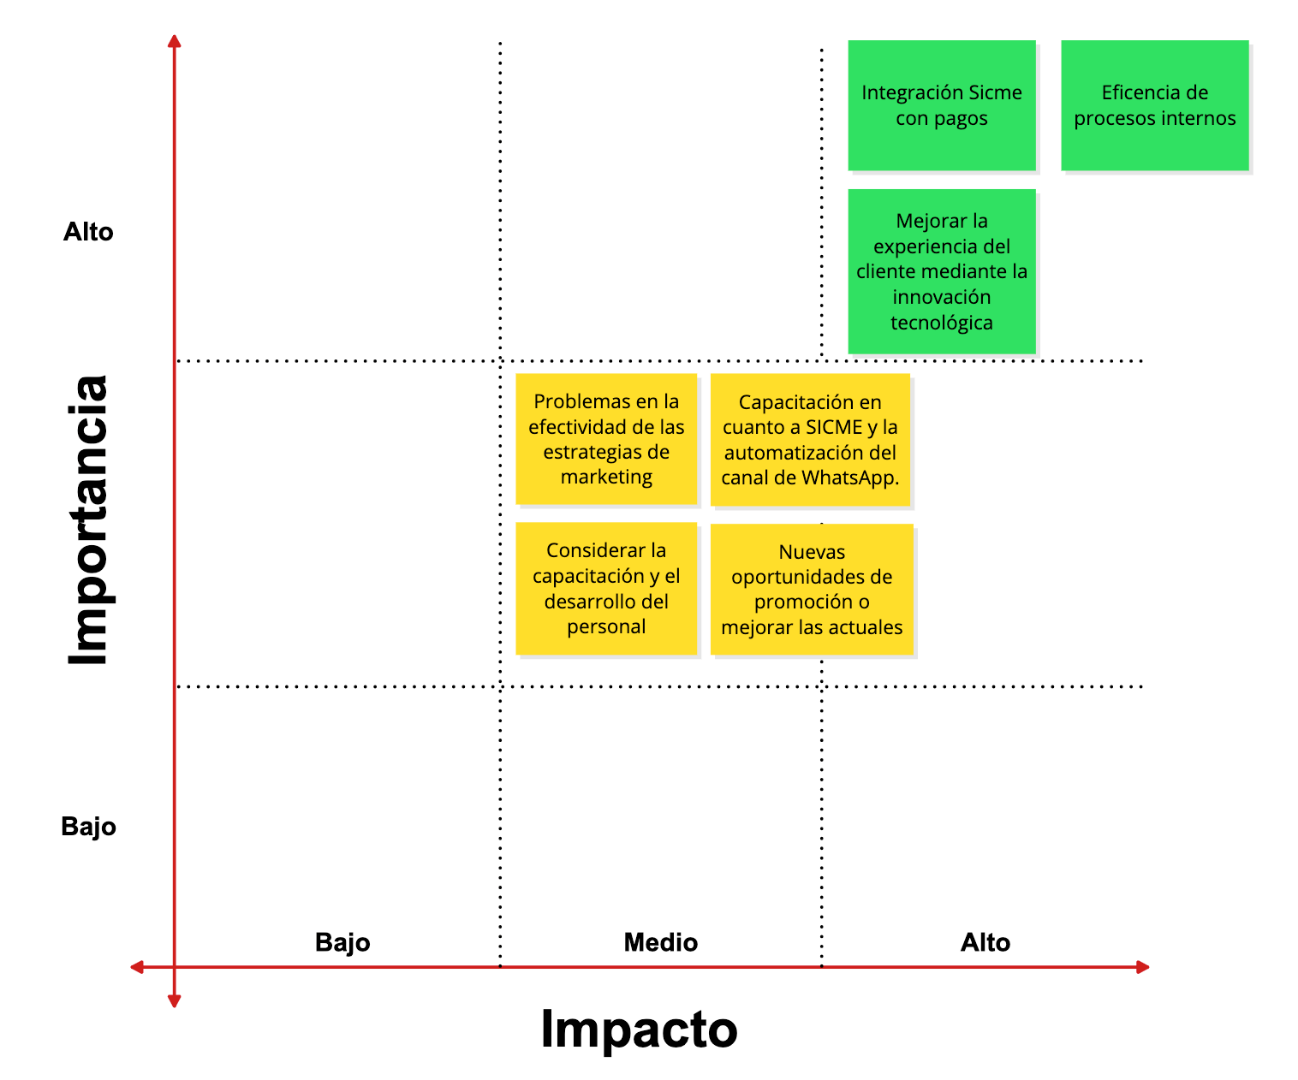 Integración Sicme
con pagos
Eficencia de
procesos internos
Alto
Mejorar la
experiencia del
cliente mediante la
innovación
tecnológica
Importancia
Problemas en la
efectividad de las
estrategias de
marketing
Capacitación en
cuanto a SICME y la
automatización del
canal de WhatsApp.
Considerar la
capacitación y el
desarrollo del
personal
Nuevas
oportunidades de
promoción o
mejorar las actuales
Bajo
Bajo
Medio
Alto
Impacto